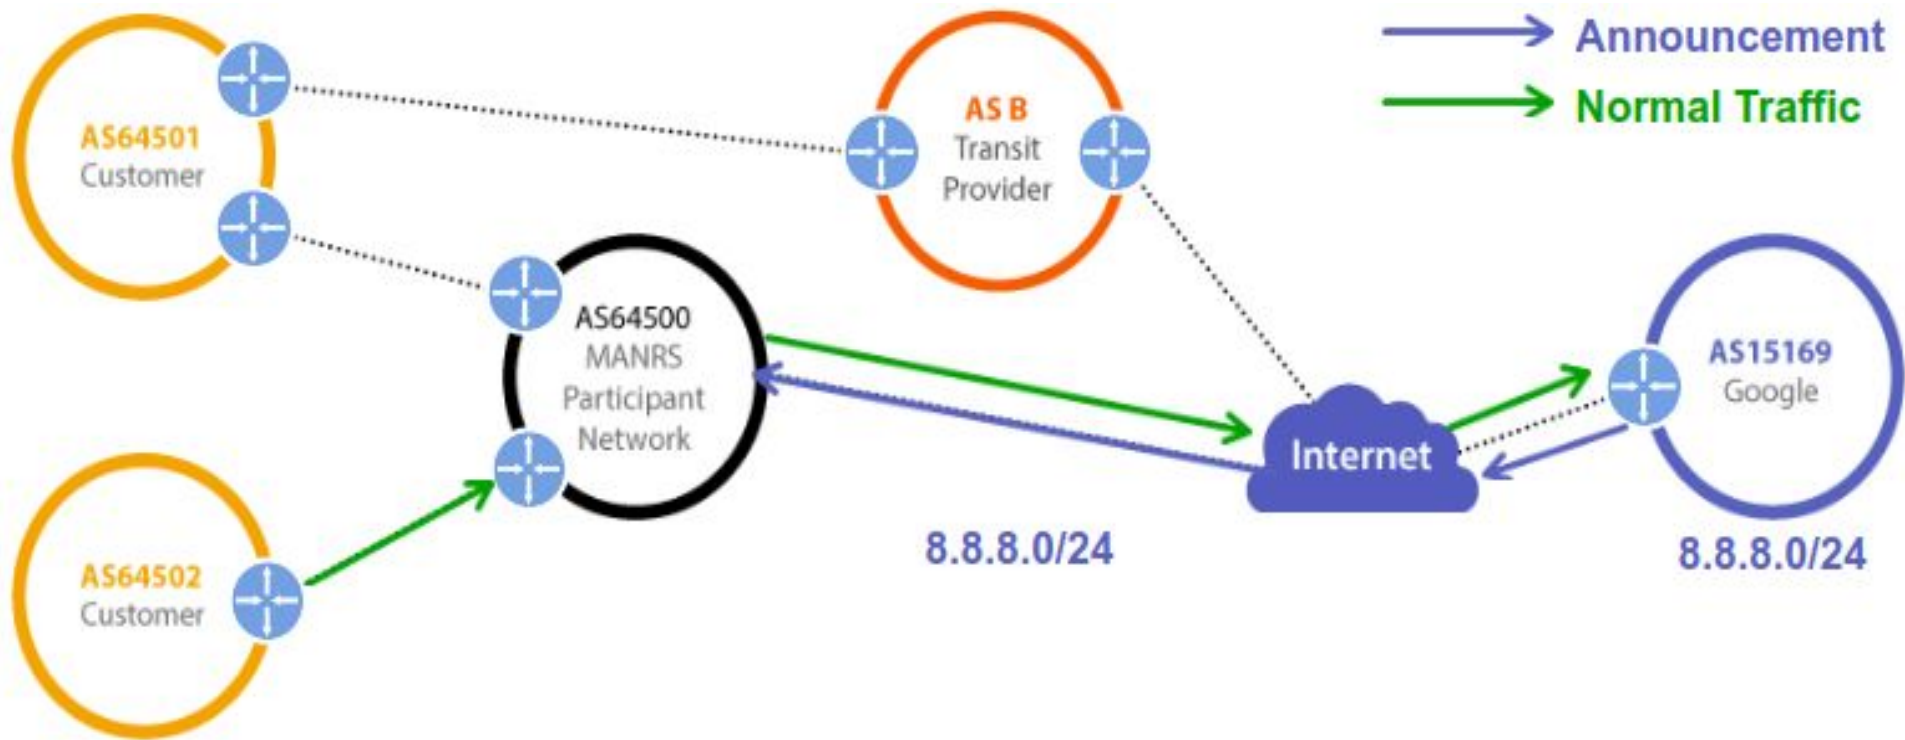 Announcement
Normal Traffic
AS64501
Customer
AS B
Transit
Provider
AS64500
MANRS
Participant
Network
Internet
AS15169
Google
8.8.8.0/24
8.8.8.0/24
AS64502
Customer